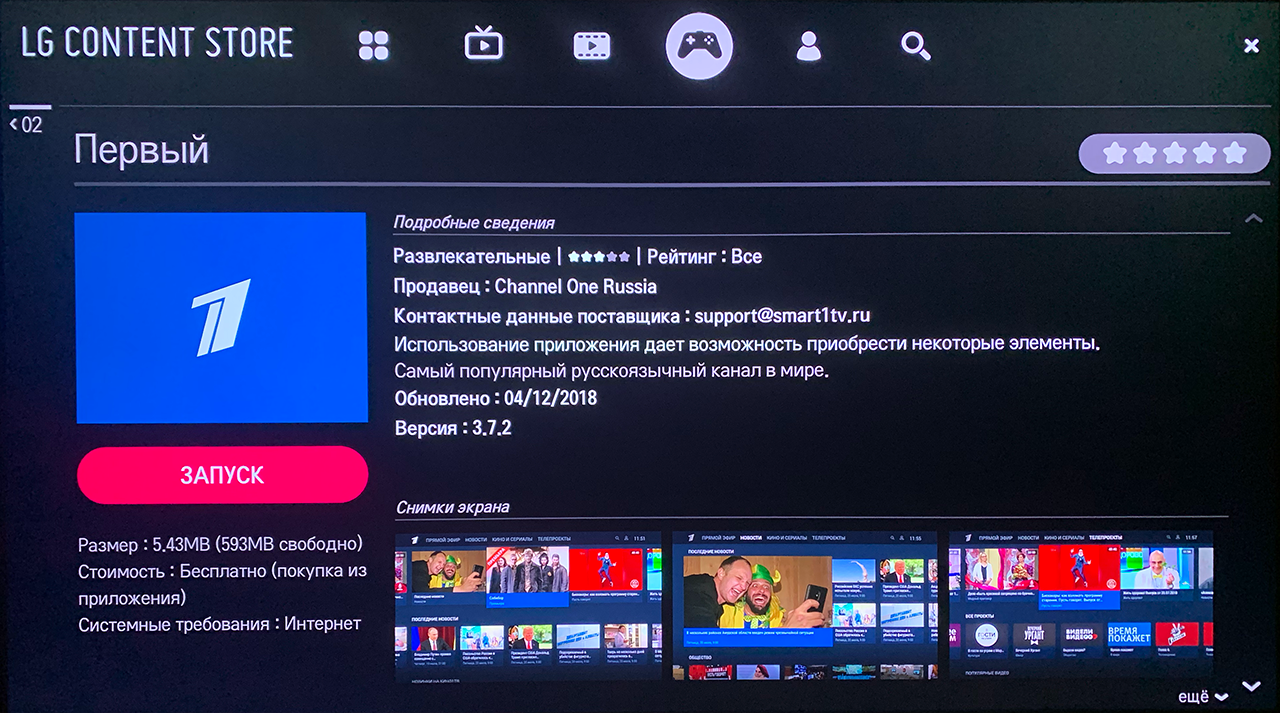 LG CONTENT STORE
02
Первый
Подробные сведения
Развлекательные | | Рейтинг : Все
Продавец : Channel One Russia
Контактные данные поставщика : support@smart1tv.ru
Использование приложения дает возможность приобрести некоторые элементы.
Самый популярный русскоязычный канал в мире.
Обновлено : 04/12/2018
Версия : 3.7.2
ЗАПУСК
Размер : 5.43MB (593MB свободно)
Стоимость : Бесплатно (покупка из
приложения)
Системные требования : Интернет
Снимки экрана
ПРЯМОЙ ЭФИР НОВОСТИ КИНО И СЕРИАЛЫ ТЕЛЕПРОЕКТЫ 11:53
ПОСЛЕДНИЕ НОВОСТИ
ПРЯМОЙ ЭФИР НОВОСТИ КИНО И СЕРИАЛЫ ТЕЛЕПРОЕКТЫ 11:55
ПОСЛЕДНИЕ НОВОСТИ
ОБЩЕСТВО
ПРЯМОЙ ЭФИР НОВОСТИ КИНО И СЕРИАЛЫ ТЕЛЕПРОЕКТЫ 11:57
ВСЕ ПРОЕКТЫ
ГОСТИ
ВЕЧЕРНИЙ УРГАНТ
ВИДЕЛИ ВИДЕО?
ВРЕМЯ ПОКАЖЕТ
ПОПУЛЯРНЫЕ ВИДЕО
ещё